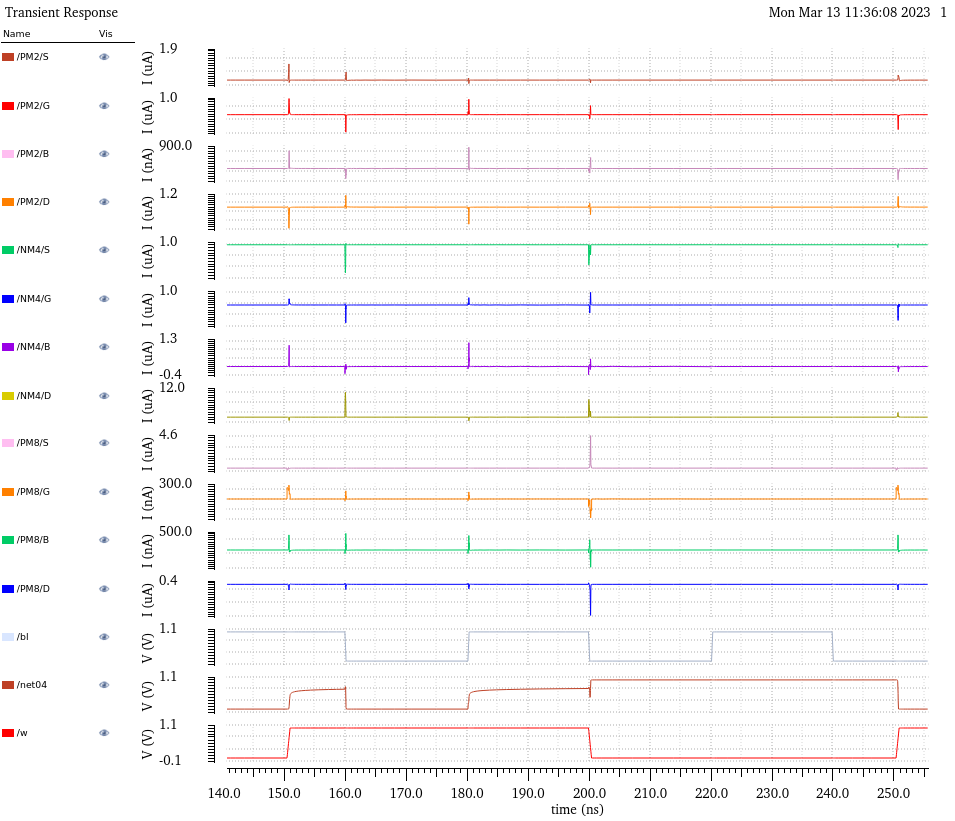 Transient Response
Mon Mar 13 11:36:08 2023 1
Name Vis
/PM2/S
I (uA)
1.9
/PM2/G
I (uA)
1.0
/PM2/B
I (nA)
900.0
/PM2/D
I (uA)
1.2
/NM4/S
I (uA)
1.0
/NM4/G
I (uA)
1.0
/NM4/B
I (uA)
1.3
-0.4
/NM4/D
I (uA)
12.0
/PM8/S
I (uA)
4.6
/PM8/G
I (nA)
300.0
/PM8/B
I (nA)
500.0
/PM8/D
I (uA)
0.4
/bl
V (V)
1.1
/net04
V (V)
1.1
/w
V (V)
1.1
-0.1
140.0 150.0 160.0 170.0 180.0 190.0 200.0 210.0 220.0 230.0 240.0 250.0
time (ns)